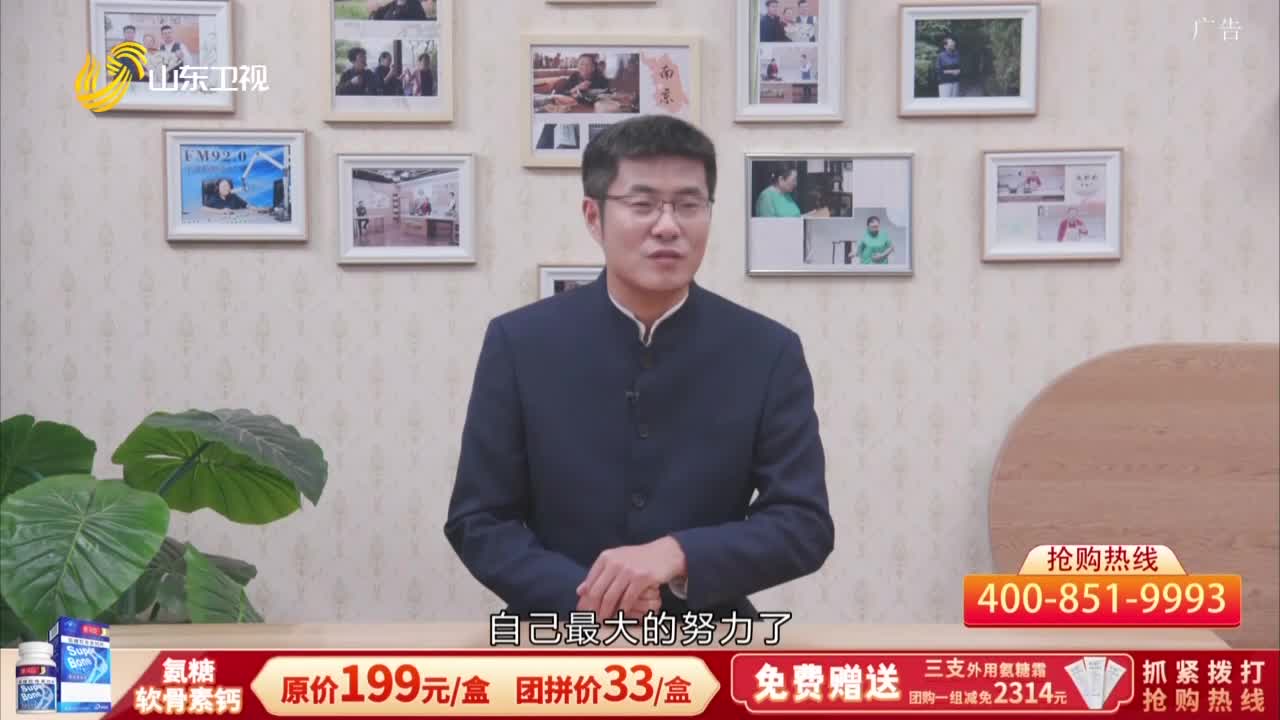 广告
山东卫视
南京
FM92.0
抢购热线
400-851-9993
自己最大的努力了
Super
Bone
氨糖
软骨素钙
原价199元/盒 团拼价33/盒
免费赠送
三支外用氨糖霜
团购一组减免2314元
抓紧拨打
抢购热线